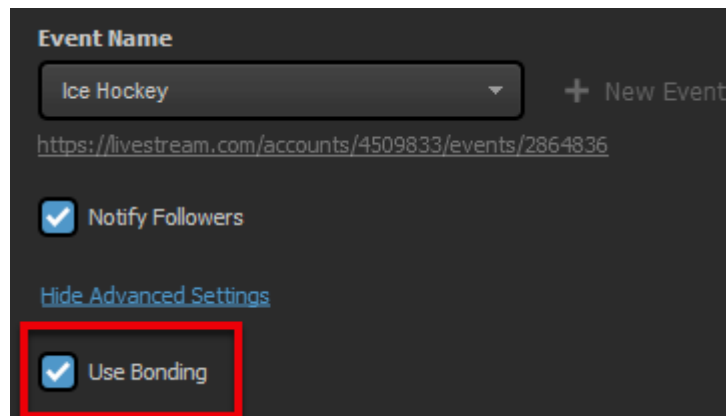 Event Name
Ice Hockey
+ New Event
https://livestream.com/accounts/4509833/events/2864836
Notify Followers
Hide Advanced Settings
Use Bonding